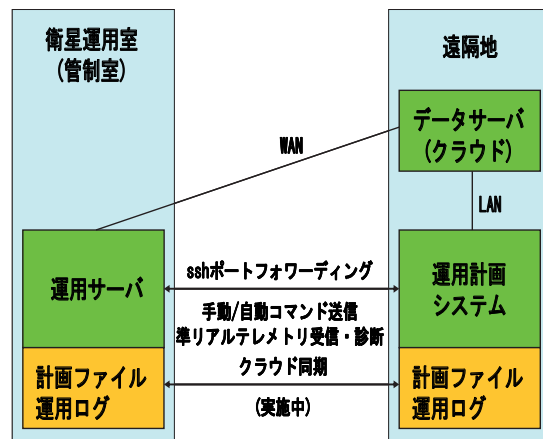 衛星運用室
(管制室)
遠隔地
データサーバ
(クラウド)
WAN
LAN
運用サーバ
sshポートフォワーディング
運用計画
システム
手動/自動コマンド送信
準リアルテレメトリ受信・診断
計画ファイル
運用ログ
クラウド同期
(実施中)
計画ファイル
運用ログ